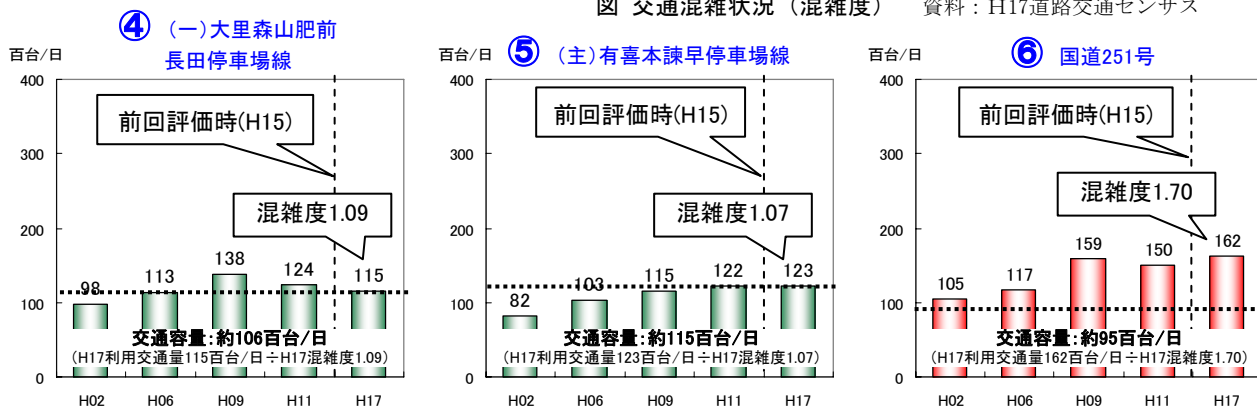 図 交通混雑状況（混雑度） 資料：H17道路交通センサス
④ (一)大里森山肥前
長田停車場線
百台/日
400
300
200
100
0
前回評価時(H15)
混雑度1.09
98
113
138
124
115
交通容量：約106百台/日
（H17利用交通量115百台/日÷H17混雑度1.09）
H02 H06 H09 H11 H17
⑤ (主)有喜本諫早停車場線
百台/日
400
300
200
100
0
前回評価時(H15)
混雑度1.07
82
103
115
122
123
交通容量：約115百台/日
（H17利用交通量123百台/日÷H17混雑度1.07）
H02 H06 H09 H11 H17
⑥ 国道251号
百台/日
400
300
200
100
0
前回評価時(H15)
混雑度1.70
105
117
159
150
162
交通容量：約95百台/日
（H17利用交通量162百台/日÷H17混雑度1.70）
H02 H06 H09 H11 H17